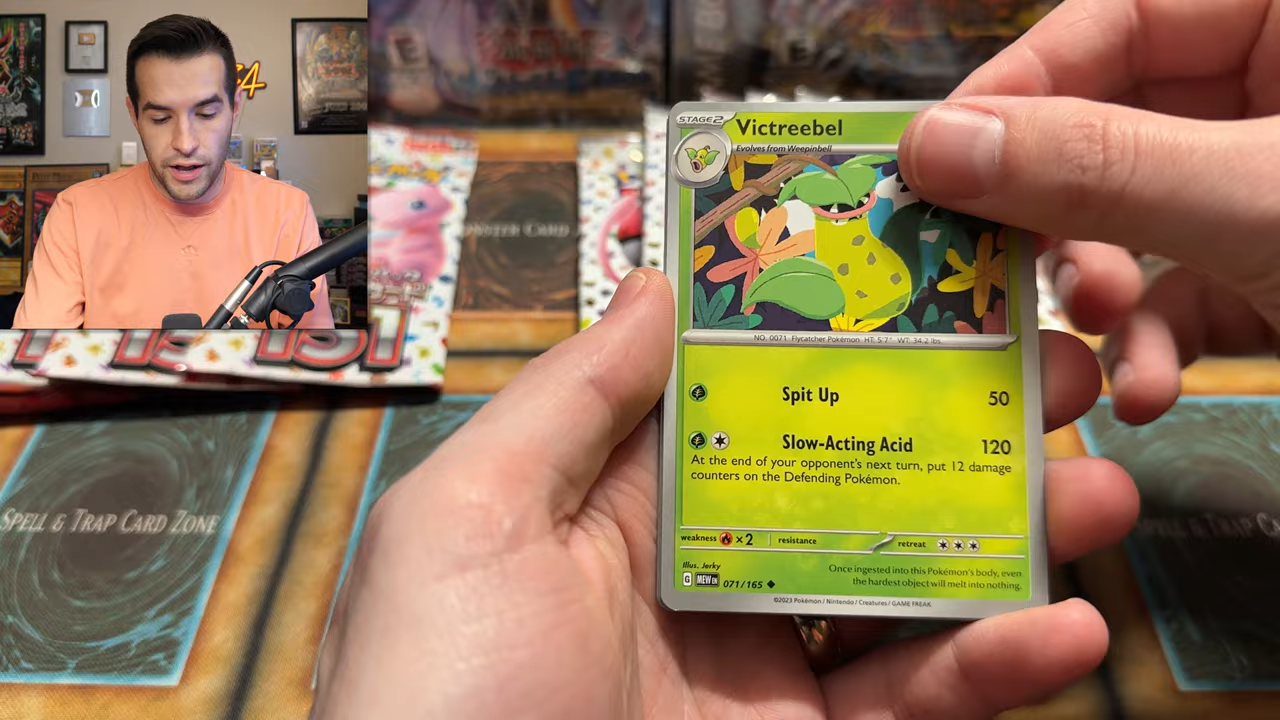 STAGE2
Victreebel
Evolves from Weepinbell
NO. 0071 Flycatcher Pokémon HT: 5'7" WT: 34.2 lbs.
Spit Up 50
Slow-Acting Acid 120
At the end of your opponent's next turn, put 12 damage
counters on the Defending Pokémon.
weakness ×2 resistance retreat
Illus. Jerky
G MEW EN 071/165
Once ingested into this Pokémon's body, even
the hardest object will melt into nothing.
©2023 Pokémon / Nintendo / Creatures / GAME FREAK
151
SPELL & TRAP CARD ZONE